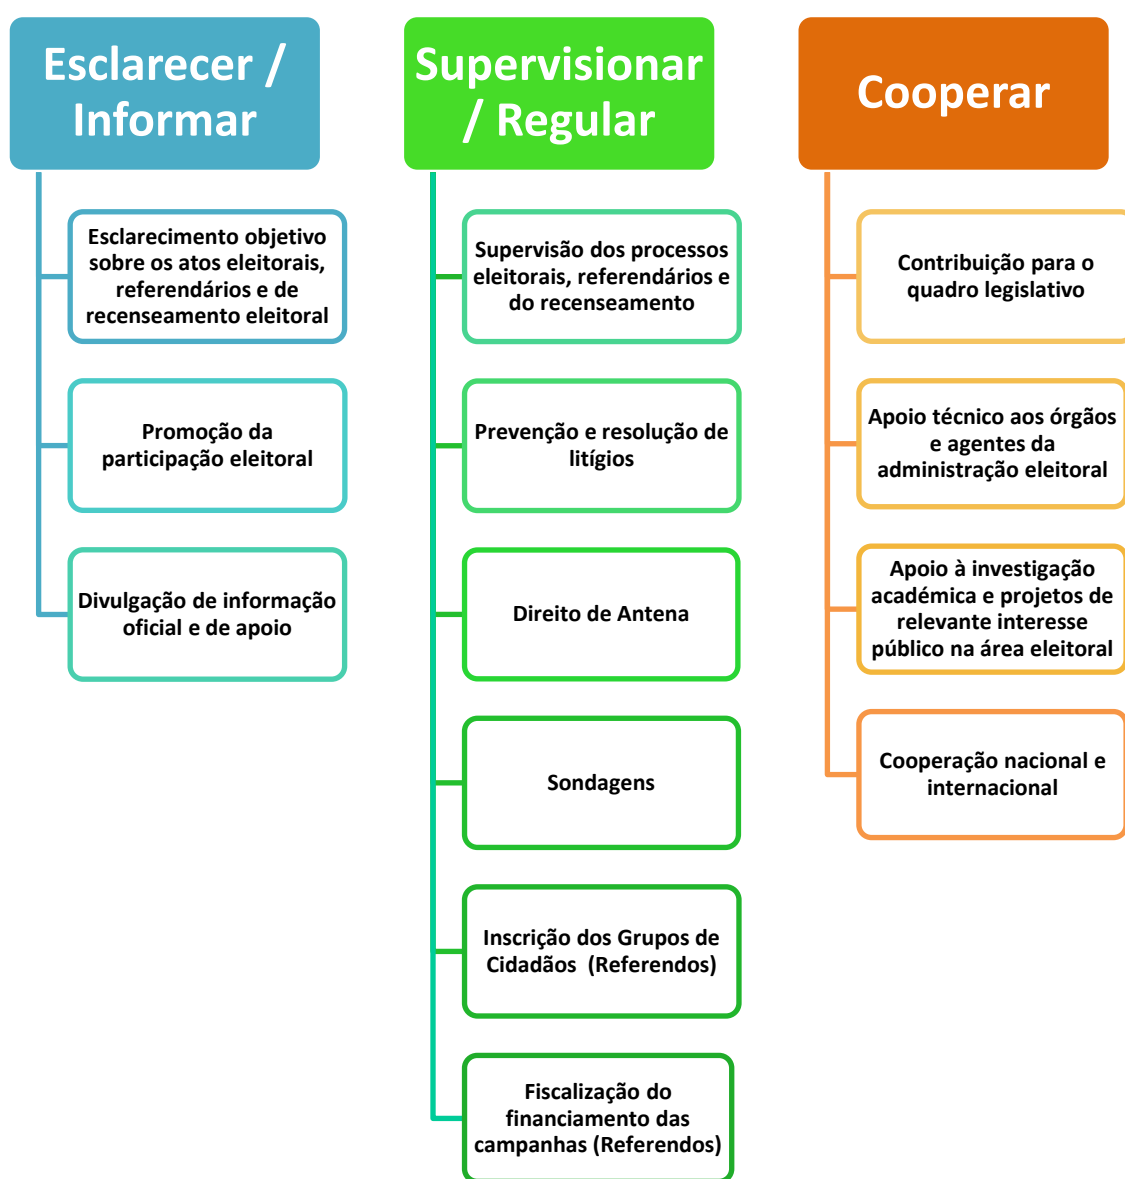 Esclarecer /
Informar
Esclarecimento objetivo
sobre os atos eleitorais,
referendários e de
recenseamento eleitoral
Promoção da
participação eleitoral
Divulgação de informação
oficial e de apoio
Supervisionar
/ Regular
Supervisão dos processos
eleitorais, referendários e
do recenseamento
Prevenção e resolução de
litígios
Direito de Antena
Sondagens
Inscrição dos Grupos de
Cidadãos (Referendos)
Fiscalização do
financiamento das
campanhas (Referendos)
Cooperar
Contribuição para o
quadro legislativo
Apoio técnico aos órgãos
e agentes da
administração eleitoral
Apoio à investigação
académica e projetos de
relevante interesse
público na área eleitoral
Cooperação nacional e
internacional